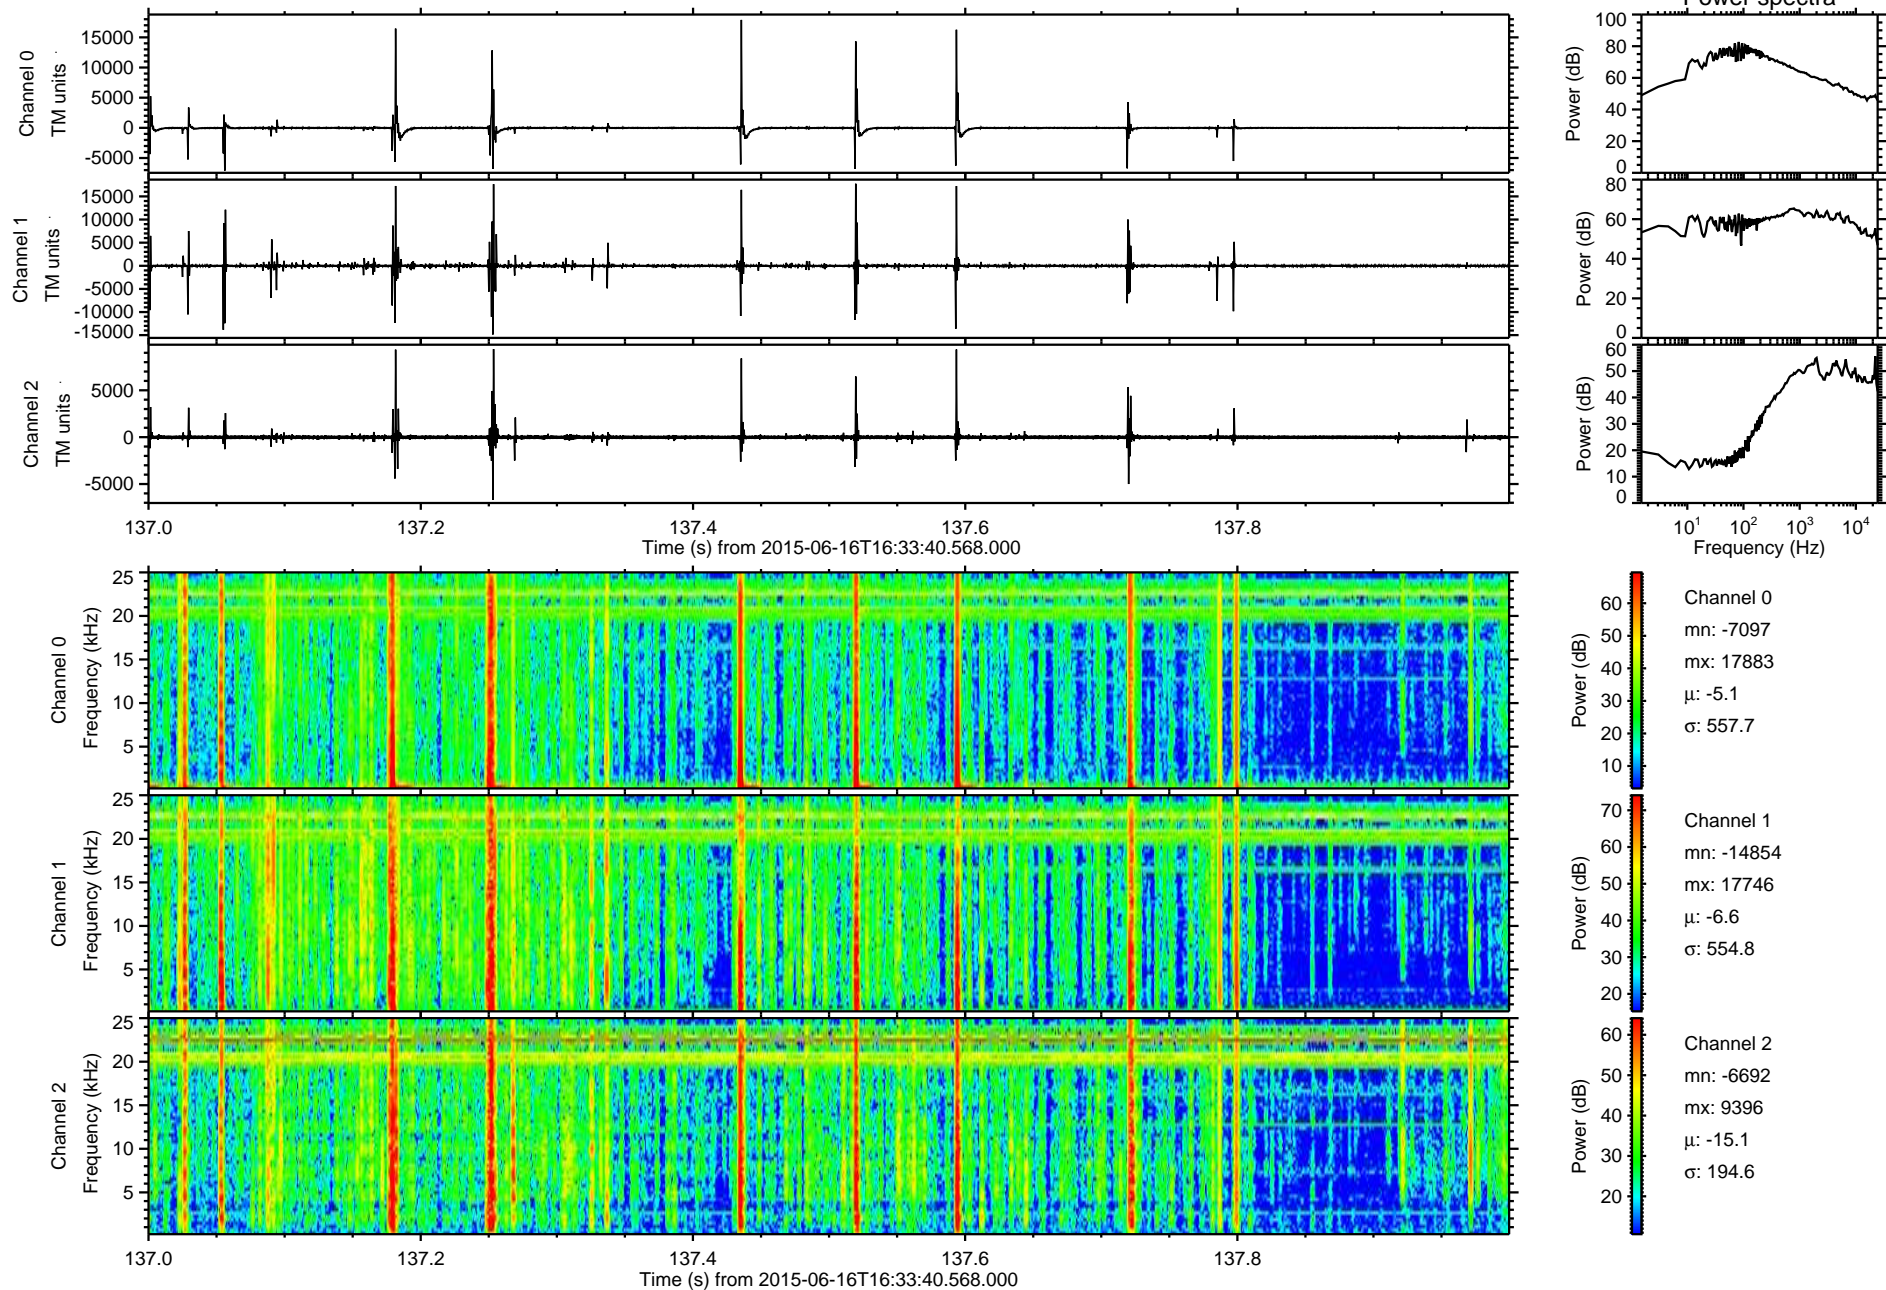 Power spectra
Channel 0
TM units
15000
10000
5000
0
-5000
Power (dB)
100
80
60
40
20
0
Channel 1
TM units
15000
10000
5000
0
-5000
-10000
-15000
Power (dB)
80
60
40
20
0
Channel 2
TM units
5000
0
-5000
Power (dB)
60
50
40
30
20
10
0
137.0 137.2 137.4 137.6 137.8
Time (s) from 2015-06-16T16:33:40.568.000
10¹ 10² 10³ 10⁴
Frequency (Hz)
Channel 0
Frequency (kHz)
25
20
15
10
5
Power (dB)
60
50
40
30
20
10
Channel 0
mn: -7097
mx: 17883
μ: -5.1
σ: 557.7
Channel 1
Frequency (kHz)
25
20
15
10
5
Power (dB)
70
60
50
40
30
20
Channel 1
mn: -14854
mx: 17746
μ: -6.6
σ: 554.8
Channel 2
Frequency (kHz)
25
20
15
10
5
Power (dB)
60
50
40
30
20
Channel 2
mn: -6692
mx: 9396
μ: -15.1
σ: 194.6
137.0 137.2 137.4 137.6 137.8
Time (s) from 2015-06-16T16:33:40.568.000